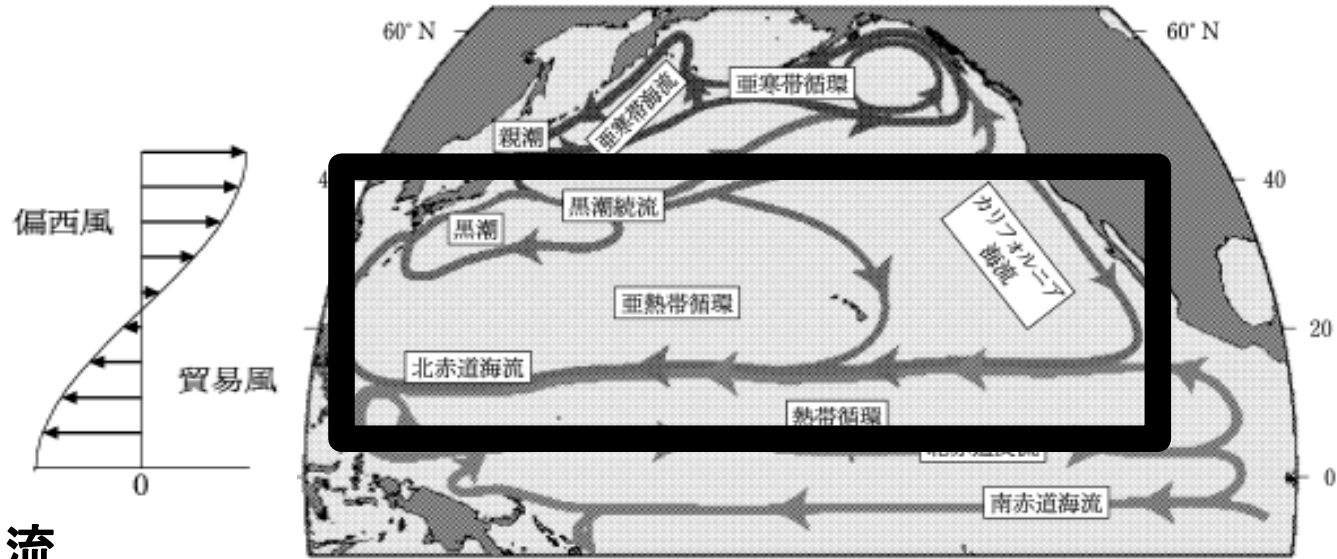 60° N
60° N
亜寒帯海流
亜寒帯循環
親潮
4
40
偏西風
黒潮続流
黒潮
カリフォルニア
海流
亜熱帯循環
20
貿易風
北赤道海流
熱帯循環
0
0
南赤道海流
流